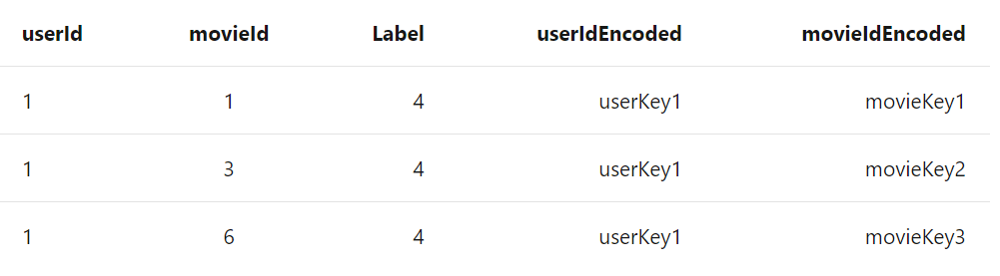 userId movieId Label userIdEncoded movieIdEncoded
1 1 4 userKey1 movieKey1
1 3 4 userKey1 movieKey2
1 6 4 userKey1 movieKey3